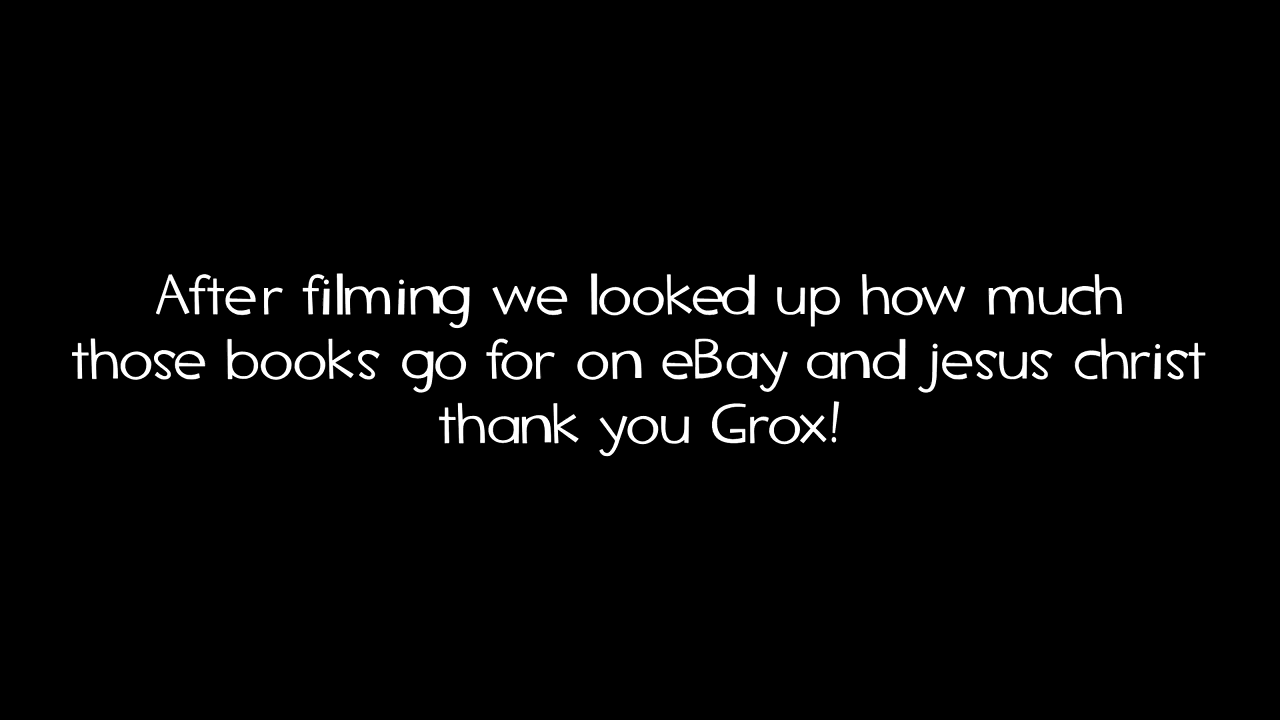 After filming we looked up how much
those books go for on eBay and jesus christ
thank you Grox!